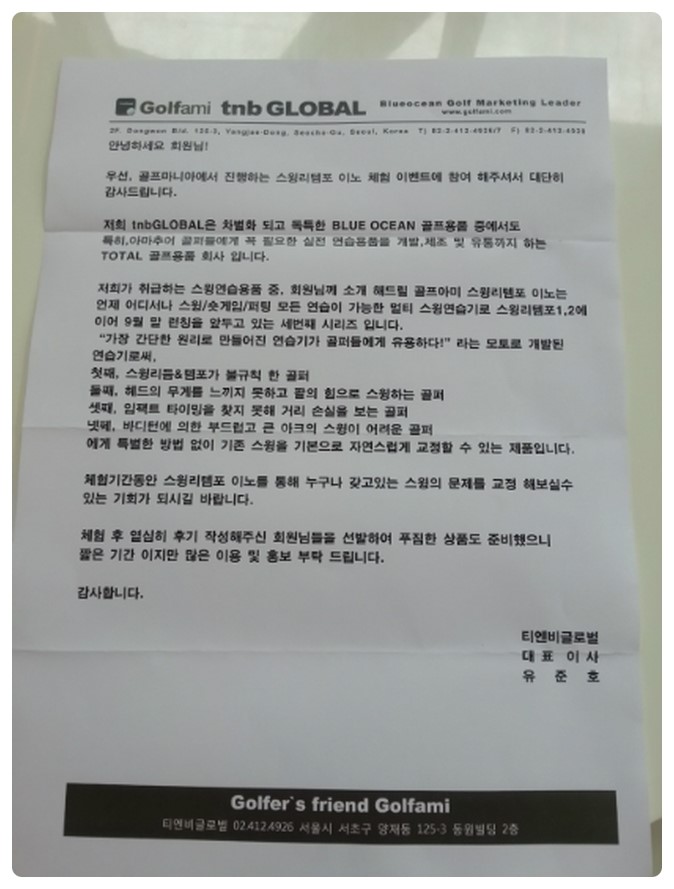 Golfami tnb GLOBAL Blueocean Golf Marketing Leader
www.golfami.com
2F. Dongwon Bld. 125-3, Yangjae-Dong, Seocho-Gu, Seoul, Korea T) 82-2-412-4926/7 F) 82-2-412-4928
안녕하세요 회원님!
우선, 골프마니아에서 진행하는 스윙리템포 이노 체험 이벤트에 참여 해주셔서 대단히
감사드립니다.
저희 tnbGLOBAL은 차별화 되고 독특한 BLUE OCEAN 골프용품 중에서도
특히,아마추어 골퍼들에게 꼭 필요한 실전 연습용품을 개발,제조 및 유통까지 하는
TOTAL 골프용품 회사 입니다.
저희가 취급하는 스윙연습용품 중, 회원님께 소개 해드릴 골프아미 스윙리템포 이노는
언제 어디서나 스윙/숏게임/퍼팅 모든 연습이 가능한 멀티 스윙연습기로 스윙리템포1,2에
이어 9월 말 런칭을 앞두고 있는 세번째 시리즈 입니다.
"가장 간단한 원리로 만들어진 연습기가 골퍼들에게 유용하다!" 라는 모토로 개발된
연습기로써,
첫째, 스윙리듬&템포가 불규칙 한 골퍼
둘째, 헤드의 무게를 느끼지 못하고 팔의 힘으로 스윙하는 골퍼
셋째, 임팩트 타이밍을 찾지 못해 거리 손실을 보는 골퍼
넷째, 바디턴에 의한 부드럽고 큰 아크의 스윙이 어려운 골퍼
에게 특별한 방법 없이 기존 스윙을 기본으로 자연스럽게 교정할 수 있는 제품입니다.
체험기간동안 스윙리템포 이노를 통해 누구나 갖고있는 스윙의 문제를 교정 해보실수
있는 기회가 되시길 바랍니다.
체험 후 열심히 후기 작성해주신 회원님들을 선발하여 푸짐한 상품도 준비했으니
짧은 기간 이지만 많은 이용 및 홍보 부탁 드립니다.
감사합니다.
티엔비글로벌
대 표 이 사
유 준 호
Golfer`s friend Golfami
티엔비글로벌 02.412.4926 서울시 서초구 양재동 125-3 동원빌딩 2층